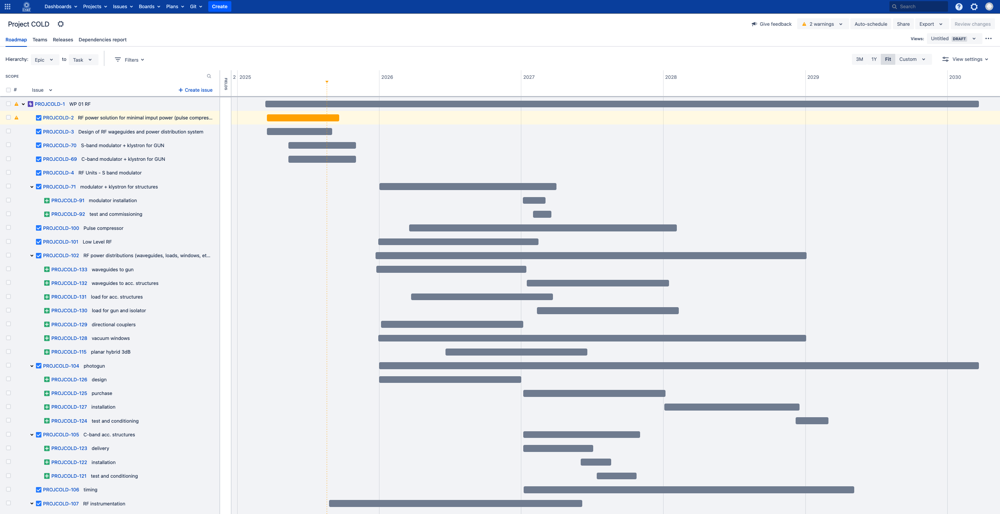 ESRF Dashboards Projects Issues Boards Plans Git Create Search
Project COLD Give feedback 2 warnings Auto-schedule Share Export Review changes
Roadmap Teams Releases Dependencies report Views: Untitled DRAFT
Hierarchy: Epic to Task Filters 3M 1Y Fit Custom View settings
SCOPE FIELDS 2 2025 2026 2027 2028 2029 2030
# Issue + Create issue
PROJCOLD-1 WP 01 RF
PROJCOLD-2 RF power solution for minimal imput power (pulse compres...
PROJCOLD-3 Design of RF wageguides and power distribution system
PROJCOLD-70 S-band modulator + klystron for GUN
PROJCOLD-69 C-band modulator + klystron for GUN
PROJCOLD-4 RF Units - S band modulator
PROJCOLD-71 modulator + klystron for structures
PROJCOLD-91 modulator installation
PROJCOLD-92 test and commissioning
PROJCOLD-100 Pulse compressor
PROJCOLD-101 Low Level RF
PROJCOLD-102 RF power distributions (waveguides, loads, windows, et...
PROJCOLD-133 waveguides to gun
PROJCOLD-132 waveguides to acc. structures
PROJCOLD-131 load for acc. structures
PROJCOLD-130 load for gun and isolator
PROJCOLD-129 directional couplers
PROJCOLD-128 vacuum windows
PROJCOLD-115 planar hybrid 3dB
PROJCOLD-104 photogun
PROJCOLD-126 design
PROJCOLD-125 purchase
PROJCOLD-127 installation
PROJCOLD-124 test and conditioning
PROJCOLD-105 C-band acc. structures
PROJCOLD-123 delivery
PROJCOLD-122 installation
PROJCOLD-121 test and conditioning
PROJCOLD-106 timing
PROJCOLD-107 RF instrumentation